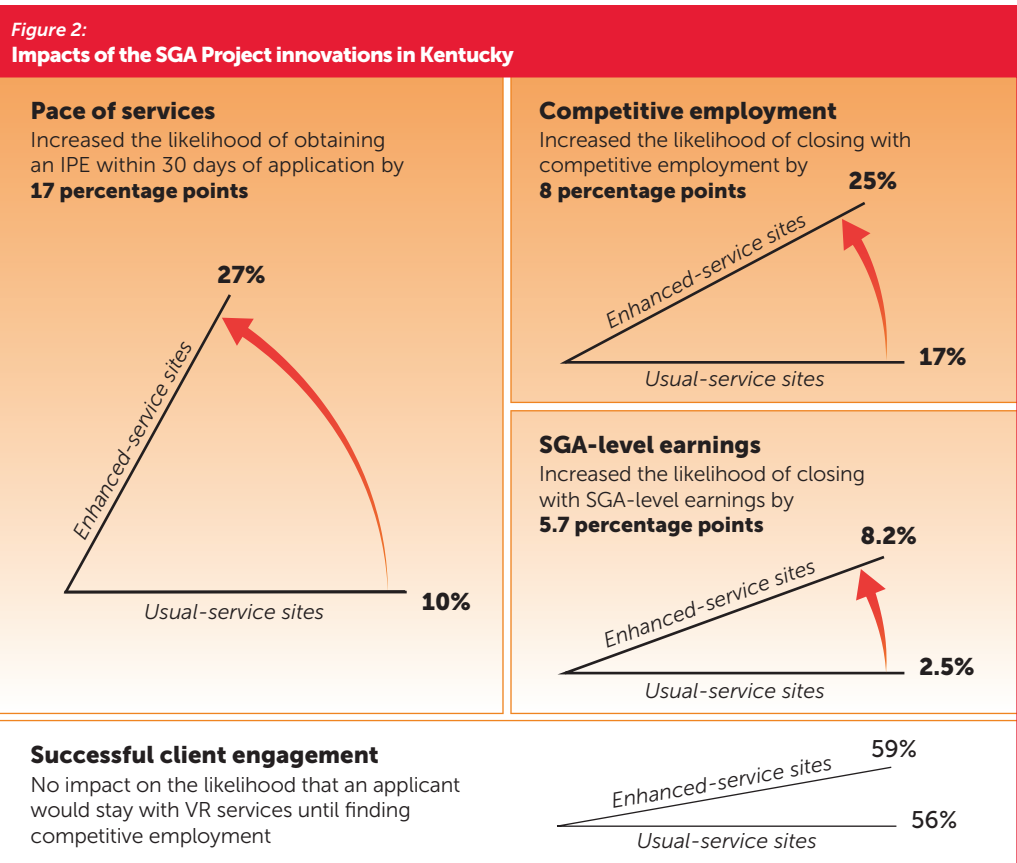 Figure 2:
Impacts of the SGA Project innovations in Kentucky
Pace of services
Increased the likelihood of obtaining
an IPE within 30 days of application by
17 percentage points
27%
Enhanced-service sites
10%
Usual-service sites
Competitive employment
Increased the likelihood of closing with
competitive employment by
8 percentage points
25%
Enhanced-service sites
17%
Usual-service sites
SGA-level earnings
Increased the likelihood of closing
with SGA-level earnings by
5.7 percentage points
8.2%
Enhanced-service sites
2.5%
Usual-service sites
Successful client engagement
No impact on the likelihood that an applicant
would stay with VR services until finding
competitive employment
59%
Enhanced-service sites
56%
Usual-service sites